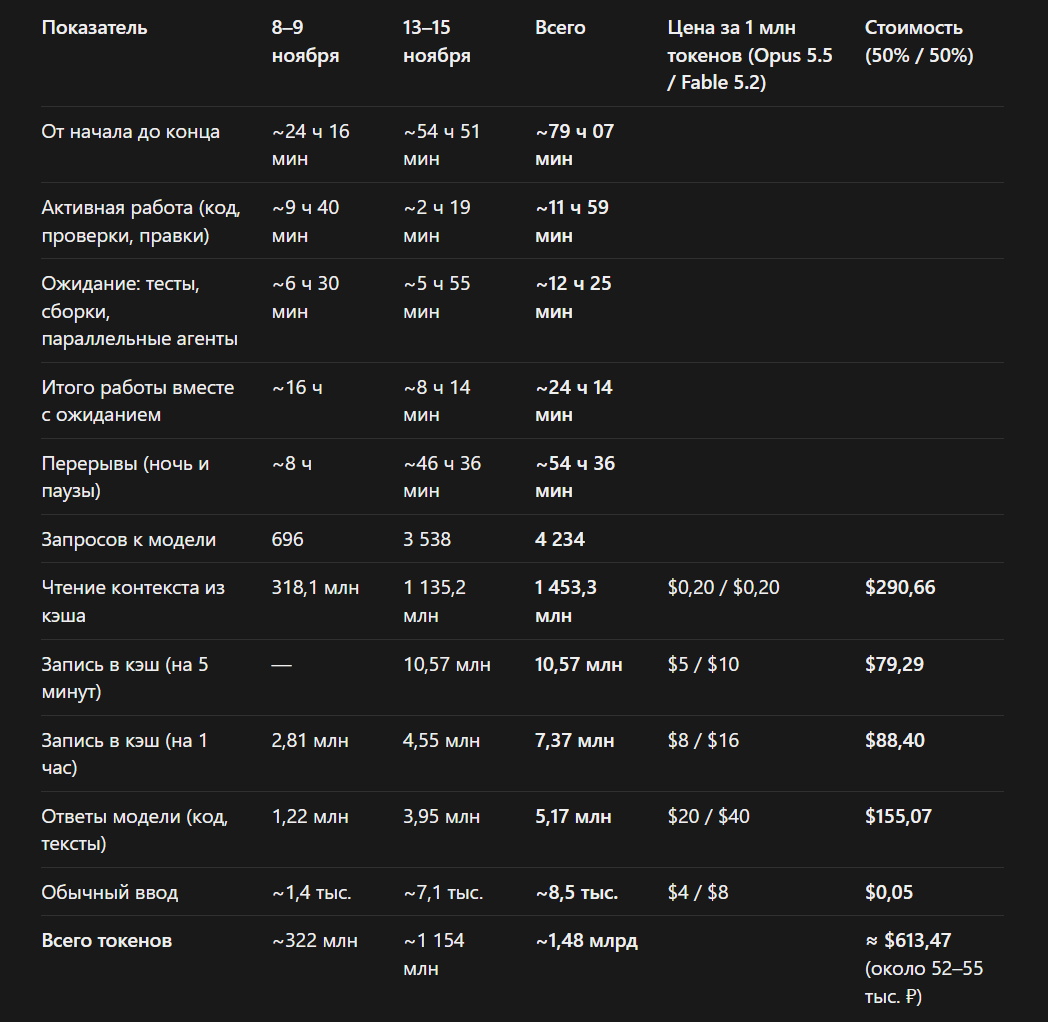 Показатель 8–9 ноября 13–15 ноября Всего Цена за 1 млн токенов (Opus 5.5 / Fable 5.2) Стоимость (50% / 50%)
От начала до конца ~24 ч 16 мин ~54 ч 51 мин ~79 ч 07 мин
Активная работа (код, проверки, правки) ~9 ч 40 мин ~2 ч 19 мин ~11 ч 59 мин
Ожидание: тесты, сборки, параллельные агенты ~6 ч 30 мин ~5 ч 55 мин ~12 ч 25 мин
Итого работы вместе с ожиданием ~16 ч ~8 ч 14 мин ~24 ч 14 мин
Перерывы (ночь и паузы) ~8 ч ~46 ч 36 мин ~54 ч 36 мин
Запросов к модели 696 3 538 4 234
Чтение контекста из кэша 318,1 млн 1 135,2 млн 1 453,3 млн $0,20 / $0,20 $290,66
Запись в кэш (на 5 минут) — 10,57 млн 10,57 млн $5 / $10 $79,29
Запись в кэш (на 1 час) 2,81 млн 4,55 млн 7,37 млн $8 / $16 $88,40
Ответы модели (код, тексты) 1,22 млн 3,95 млн 5,17 млн $20 / $40 $155,07
Обычный ввод ~1,4 тыс. ~7,1 тыс. ~8,5 тыс. $4 / $8 $0,05
Всего токенов ~322 млн ~1 154 млн ~1,48 млрд ≈ $613,47 (около 52–55 тыс. ₽)